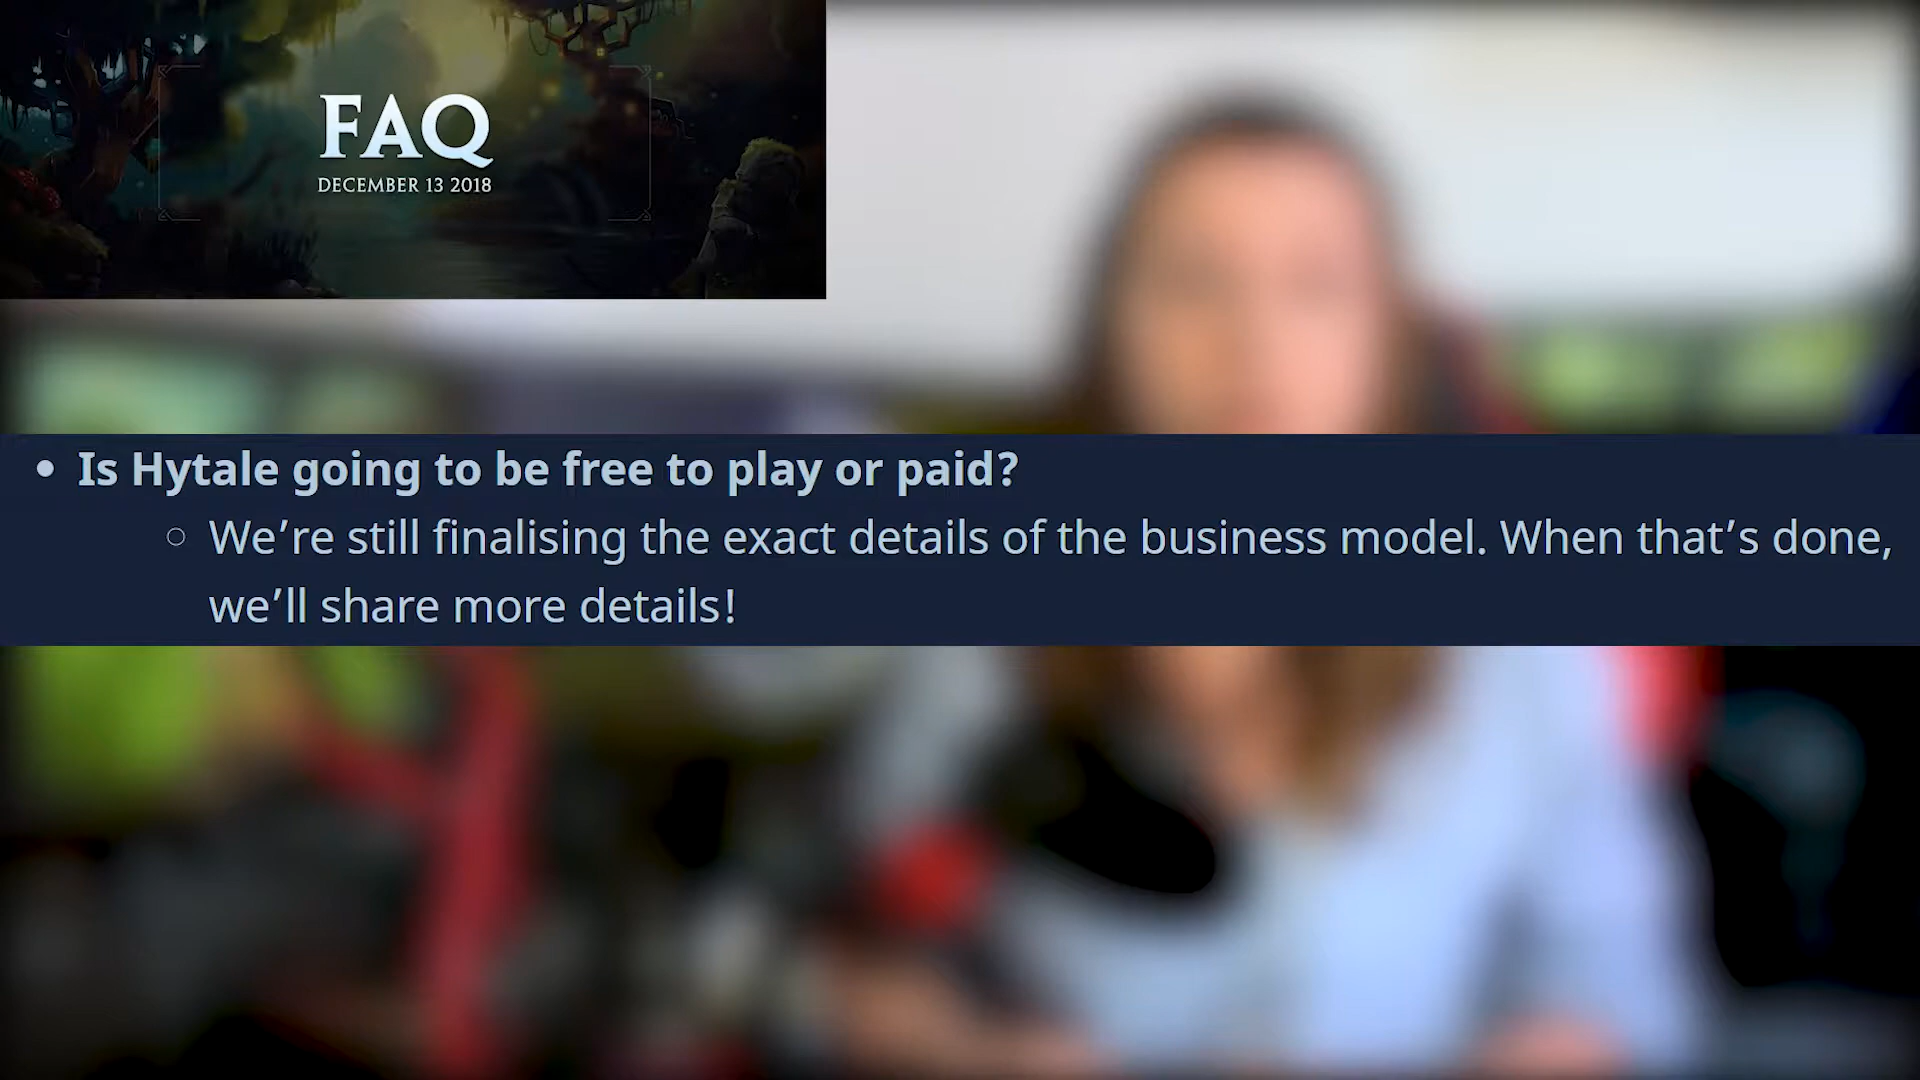 FAQ
DECEMBER 13 2018
• Is Hytale going to be free to play or paid?
○ We’re still finalising the exact details of the business model. When that’s done,
we’ll share more details!